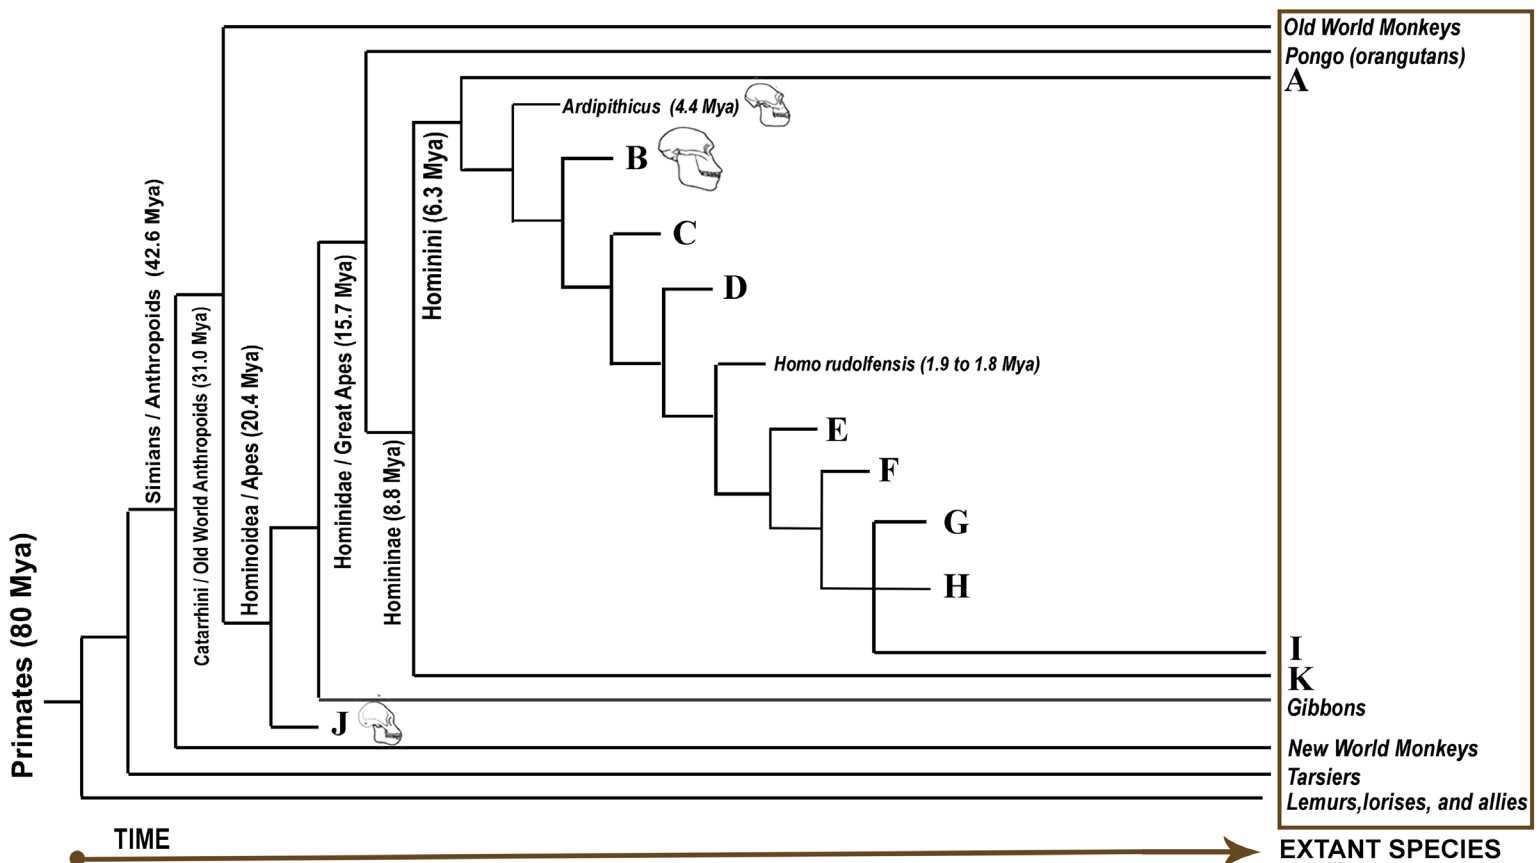 Old World Monkeys
Pongo (orangutans)
A
Ardipithicus (4.4 Mya)
B
C
D
Homo rudolfensis (1.9 to 1.8 Mya)
E
F
G
H
I
K
Gibbons
J
New World Monkeys
Tarsiers
Lemurs,lorises, and allies
Primates (80 Mya)
Simians / Anthropoids (42.6 Mya)
Catarrhini / Old World Anthropoids (31.0 Mya)
Hominoidea / Apes (20.4 Mya)
Hominidae / Great Apes (15.7 Mya)
Homininae (8.8 Mya)
Hominini (6.3 Mya)
TIME
EXTANT SPECIES